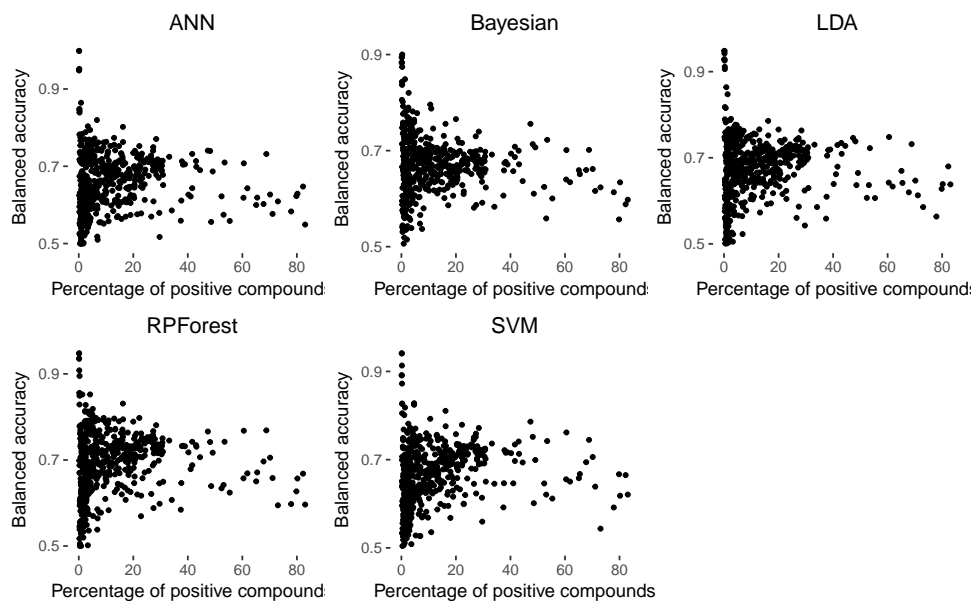 ANN
Balanced accuracy
0.9
0.7
0.5
0 20 40 60 80
Percentage of positive compounds
Bayesian
Balanced accuracy
0.9
0.7
0.5
0 20 40 60 80
Percentage of positive compounds
LDA
Balanced accuracy
0.9
0.7
0.5
0 20 40 60 80
Percentage of positive compounds
RPForest
Balanced accuracy
0.9
0.7
0.5
0 20 40 60 80
Percentage of positive compounds
SVM
Balanced accuracy
0.9
0.7
0.5
0 20 40 60 80
Percentage of positive compounds